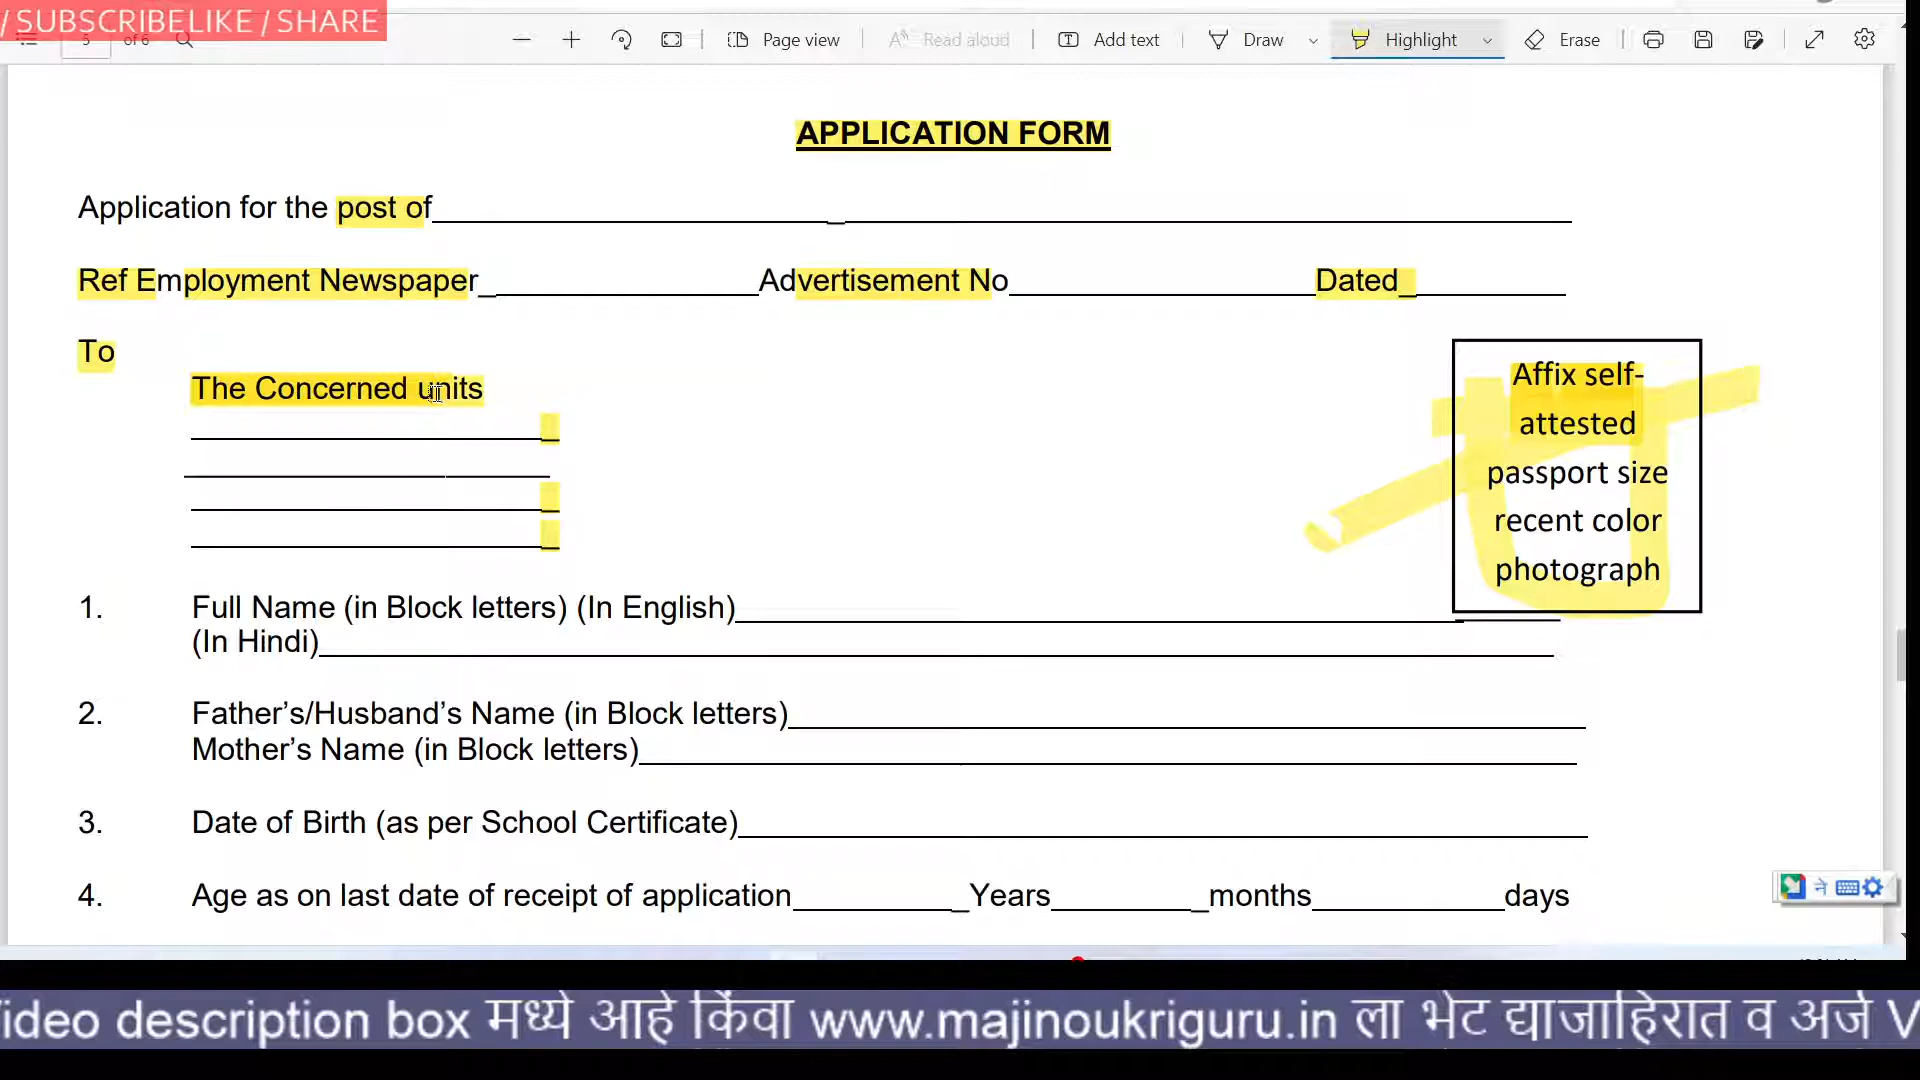 / SUBSCRIBELIKE / SHARE
5 of 6 Page view Read aloud Add text Draw Highlight Erase
APPLICATION FORM
Application for the post of
Ref Employment Newspaper Advertisement No Dated
To
The Concerned units
Affix self-
attested
passport size
recent color
photograph
1. Full Name (in Block letters) (In English)
(In Hindi)
2. Father’s/Husband’s Name (in Block letters)
Mother’s Name (in Block letters)
3. Date of Birth (as per School Certificate)
4. Age as on last date of receipt of application Years months days
ideo description box मध्ये आहे किंवा www.majinoukriguru.in ला भेट द्याजाहिरात व अर्ज V